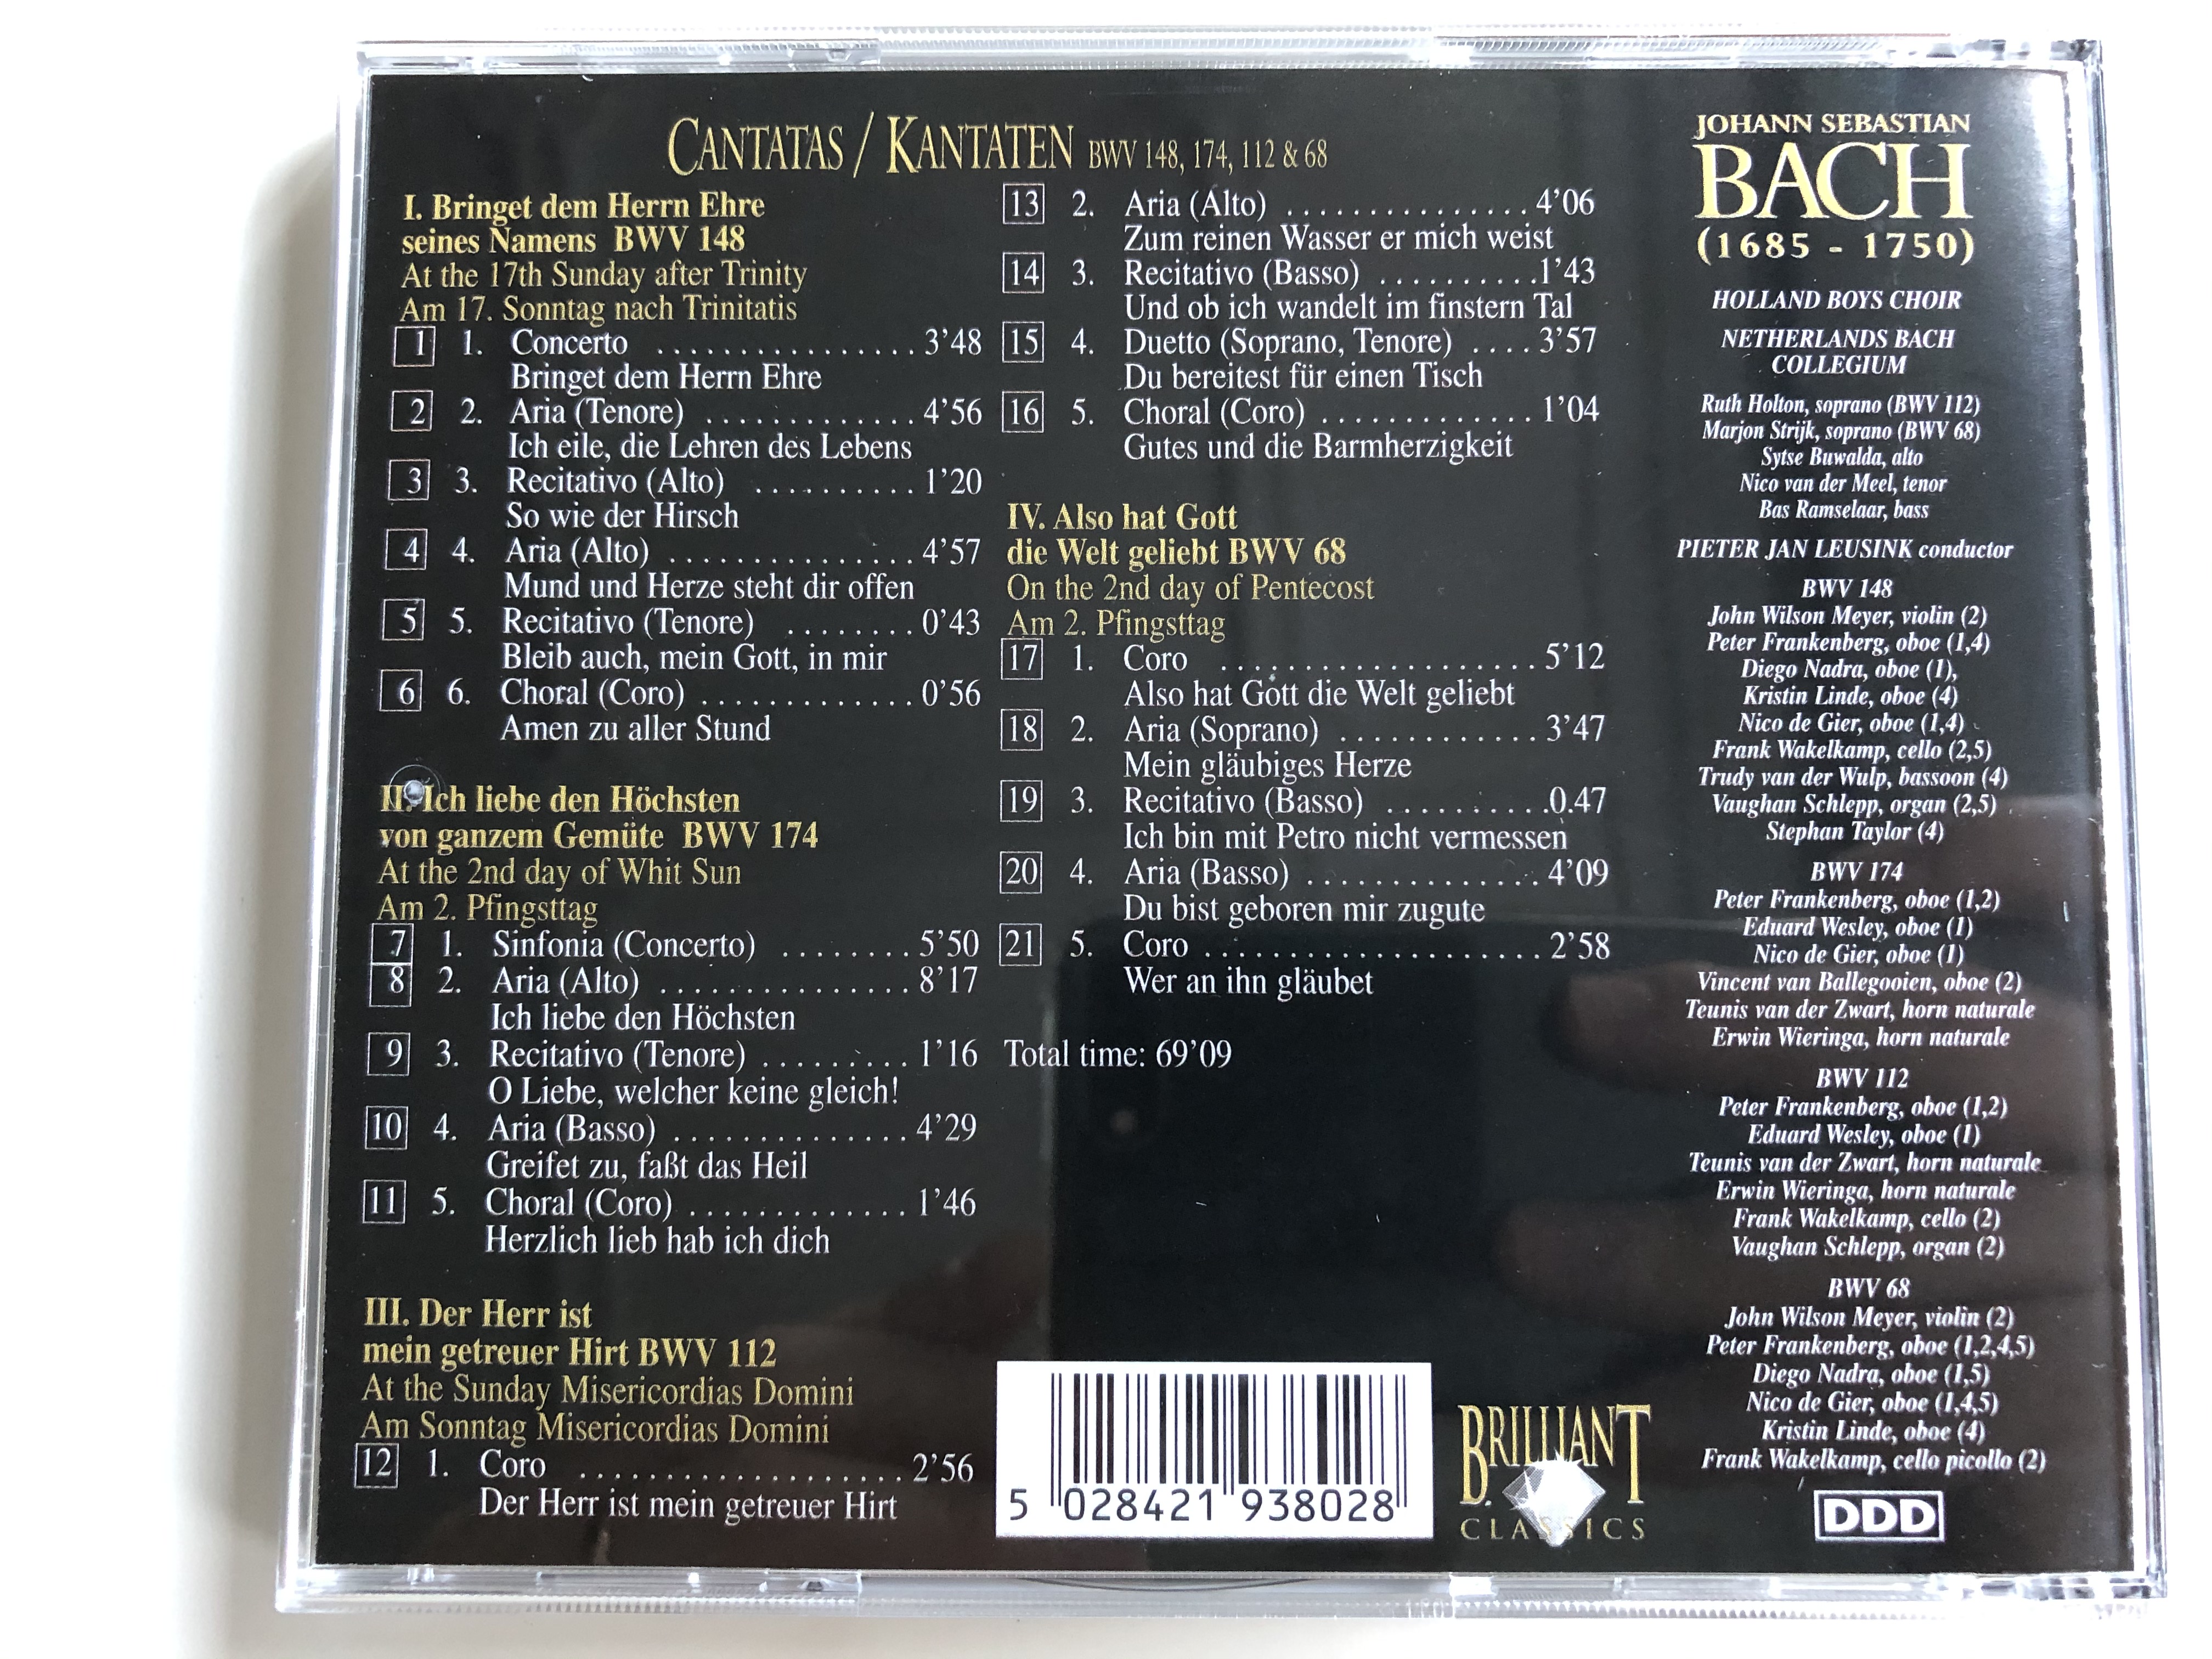 CANTATAS / KANTATEN BWV 148, 174, 112 & 68
I. Bringet dem Herrn Ehre
seines Namens BWV 148
At the 17th Sunday after Trinity
Am 17. Sonntag nach Trinitatis
1 1. Concerto ................ 3'48
Bringet dem Herrn Ehre
2 2. Aria (Tenore) ............. 4'56
Ich eile, die Lehren des Lebens
3 3. Recitativo (Alto) .......... 1'20
So wie der Hirsch
4 4. Aria (Alto) ............... 4'57
Mund und Herze steht dir offen
5 5. Recitativo (Tenore) ........ 0'43
Bleib auch, mein Gott, in mir
6 6. Choral (Coro) ............. 0'56
Amen zu aller Stund
II. Ich liebe den Höchsten
von ganzem Gemüte BWV 174
At the 2nd day of Whit Sun
Am 2. Pfingsttag
7 1. Sinfonia (Concerto) ........ 5'50
8 2. Aria (Alto) ............... 8'17
Ich liebe den Höchsten
9 3. Recitativo (Tenore) ......... 1'16
O Liebe, welcher keine gleich!
10 4. Aria (Basso) .............. 4'29
Greifet zu, faßt das Heil
11 5. Choral (Coro) ............. 1'46
Herzlich lieb hab ich dich
III. Der Herr ist
mein getreuer Hirt BWV 112
At the Sunday Misericordias Domini
Am Sonntag Misericordias Domini
12 1. Coro .................... 2'56
Der Herr ist mein getreuer Hirt
13 2. Aria (Alto) ............... 4'06
Zum reinen Wasser er mich weist
14 3. Recitativo (Basso) .......... 1'43
Und ob ich wandelt im finstern Tal
15 4. Duetto (Soprano, Tenore) .... 3'57
Du bereitest für einen Tisch
16 5. Choral (Coro) ............. 1'04
Gutes und die Barmherzigkeit
IV. Also hat Gott
die Welt geliebt BWV 68
On the 2nd day of Pentecost
Am 2. Pfingsttag
17 1. Coro .................... 5'12
Also hat Gott die Welt geliebt
18 2. Aria (Soprano) ............ 3'47
Mein gläubiges Herze
19 3. Recitativo (Basso) .......... 0.47
Ich bin mit Petro nicht vermessen
20 4. Aria (Basso) .............. 4'09
Du bist geboren mir zugute
21 5. Coro ..................... 2'58
Wer an ihn gläubet
Total time: 69'09
5 028421 938028
BRILLIANT
CLASSICS
JOHANN SEBASTIAN
BACH
(1685 - 1750)
HOLLAND BOYS CHOIR
NETHERLANDS BACH
COLLEGIUM
Ruth Holton, soprano (BWV 112)
Marjon Strijk, soprano (BWV 68)
Sytse Buwalda, alto
Nico van der Meel, tenor
Bas Ramselaar, bass
PIETER JAN LEUSINK conductor
BWV 148
John Wilson Meyer, violin (2)
Peter Frankenberg, oboe (1,4)
Diego Nadra, oboe (1),
Kristin Linde, oboe (4)
Nico de Gier, oboe (1,4)
Frank Wakelkamp, cello (2,5)
Trudy van der Wulp, bassoon (4)
Vaughan Schlepp, organ (2,5)
Stephan Taylor (4)
BWV 174
Peter Frankenberg, oboe (1,2)
Eduard Wesley, oboe (1)
Nico de Gier, oboe (1)
Vincent van Ballegooien, oboe (2)
Teunis van der Zwart, horn naturale
Erwin Wieringa, horn naturale
BWV 112
Peter Frankenberg, oboe (1,2)
Eduard Wesley, oboe (1)
Teunis van der Zwart, horn naturale
Erwin Wieringa, horn naturale
Frank Wakelkamp, cello (2)
Vaughan Schlepp, organ (2)
BWV 68
John Wilson Meyer, violin (2)
Peter Frankenberg, oboe (1,2,4,5)
Diego Nadra, oboe (1,5)
Nico de Gier, oboe (1,4,5)
Kristin Linde, oboe (4)
Frank Wakelkamp, cello picollo (2)
DDD